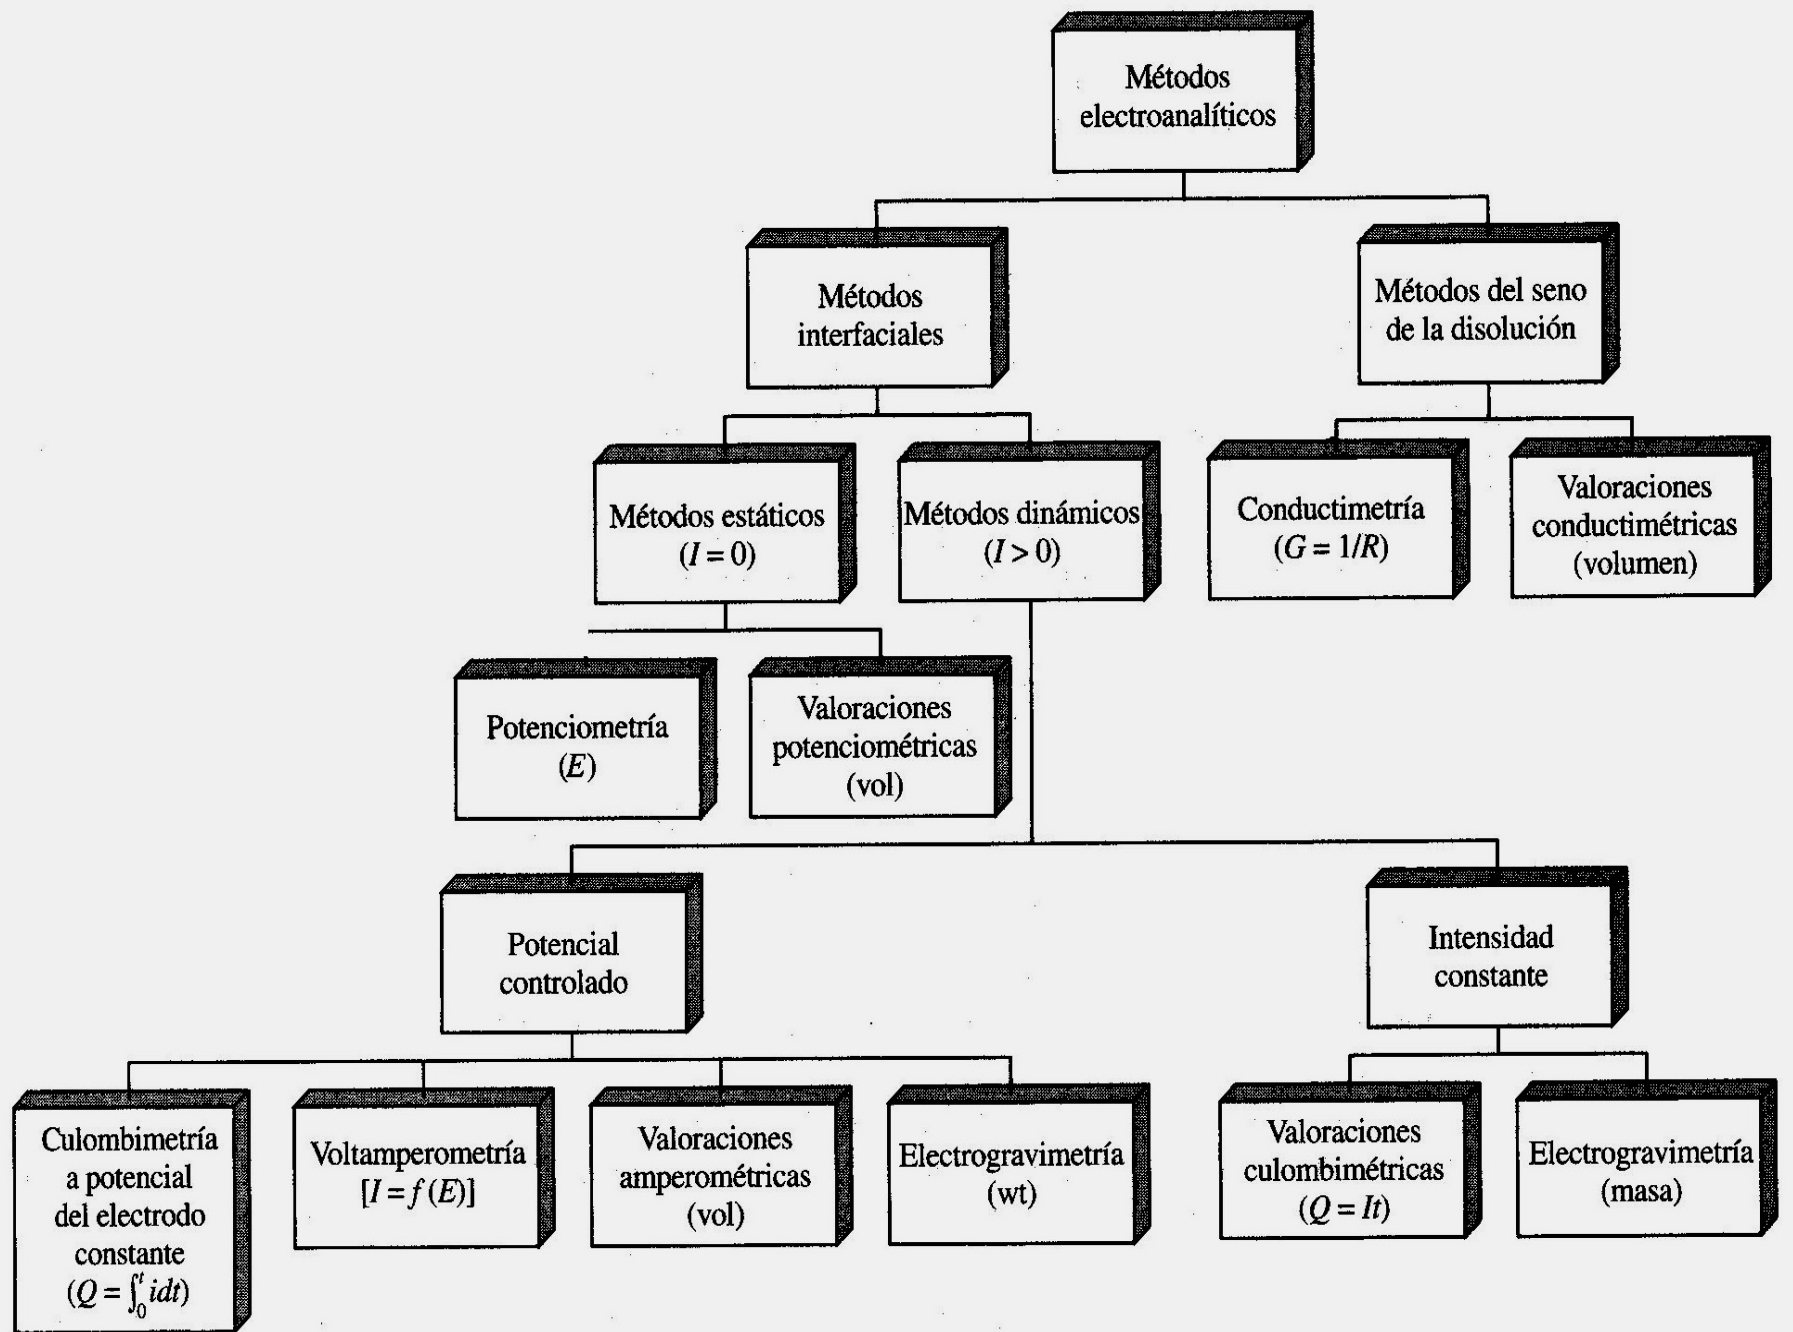 Métodos
electroanalíticos
Métodos
interfaciales
Métodos del seno
de la disolución
Métodos estáticos
(I = 0)
Métodos dinámicos
(I > 0)
Conductimetría
(G = 1/R)
Valoraciones
conductimétricas
(volumen)
Potenciometría
(E)
Valoraciones
potenciométricas
(vol)
Potencial
controlado
Intensidad
constante
Culombimetría
a potencial
del electrodo
constante
(Q = ∫₀ᵗ idt)
Voltamperometría
[I = f (E)]
Valoraciones
amperométricas
(vol)
Electrogravimetría
(wt)
Valoraciones
culombimétricas
(Q = It)
Electrogravimetría
(masa)